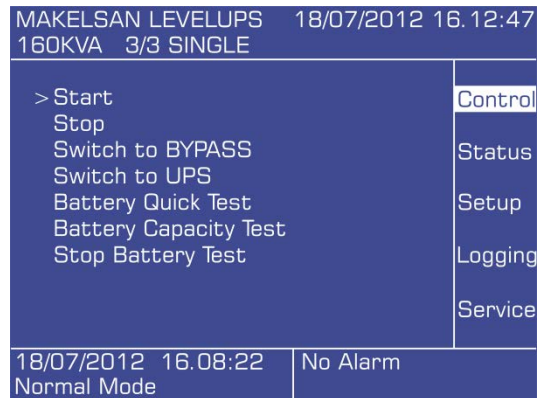 MAKELSAN LEVELUPS 18/07/2012 16.12:47
160KVA 3/3 SINGLE
> Start
Stop
Switch to BYPASS
Switch to UPS
Battery Quick Test
Battery Capacity Test
Stop Battery Test
Control
Status
Setup
Logging
Service
18/07/2012 16.08:22
Normal Mode
No Alarm